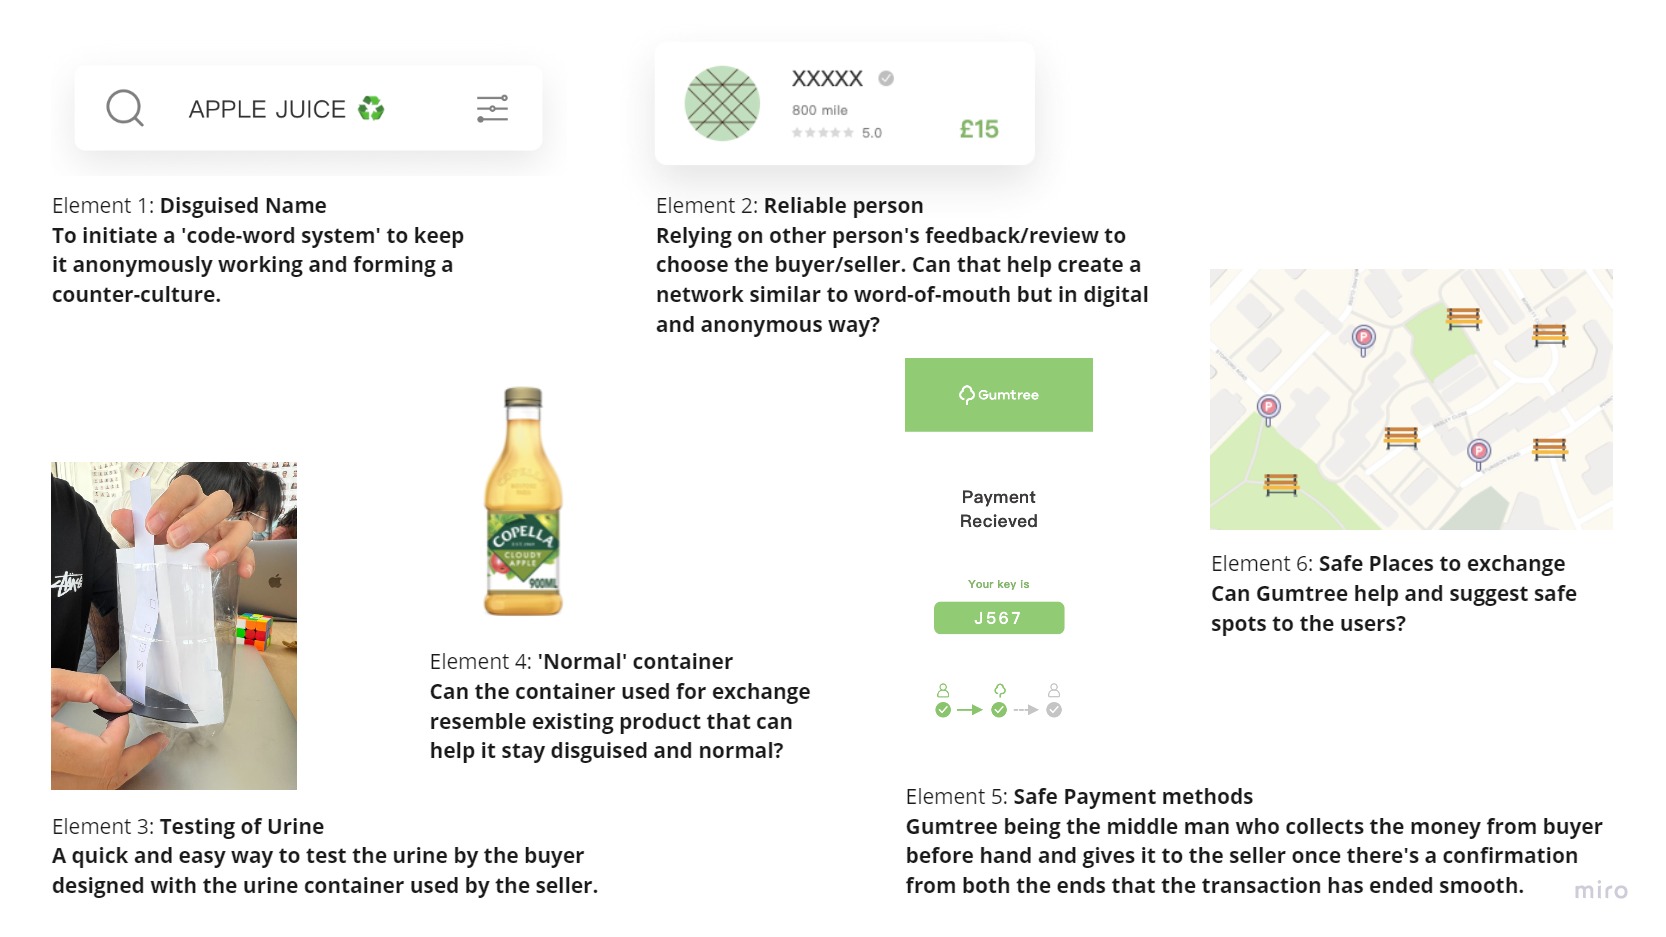 APPLE JUICE
Element 1: Disguised Name
To initiate a 'code-word system' to keep
it anonymously working and forming a
counter-culture.
XXXXX
800 mile
5.0
£15
Element 2: Reliable person
Relying on other person's feedback/review to
choose the buyer/seller. Can that help create a
network similar to word-of-mouth but in digital
and anonymous way?
Element 3: Testing of Urine
A quick and easy way to test the urine by the buyer
designed with the urine container used by the seller.
COPELLA
CLOUDY
APPLE
900ML
Element 4: 'Normal' container
Can the container used for exchange
resemble existing product that can
help it stay disguised and normal?
Gumtree
Payment
Recieved
Your key is
J567
Element 5: Safe Payment methods
Gumtree being the middle man who collects the money from buyer
before hand and gives it to the seller once there's a confirmation
from both the ends that the transaction has ended smooth.
P
P
P
Element 6: Safe Places to exchange
Can Gumtree help and suggest safe
spots to the users?
miro